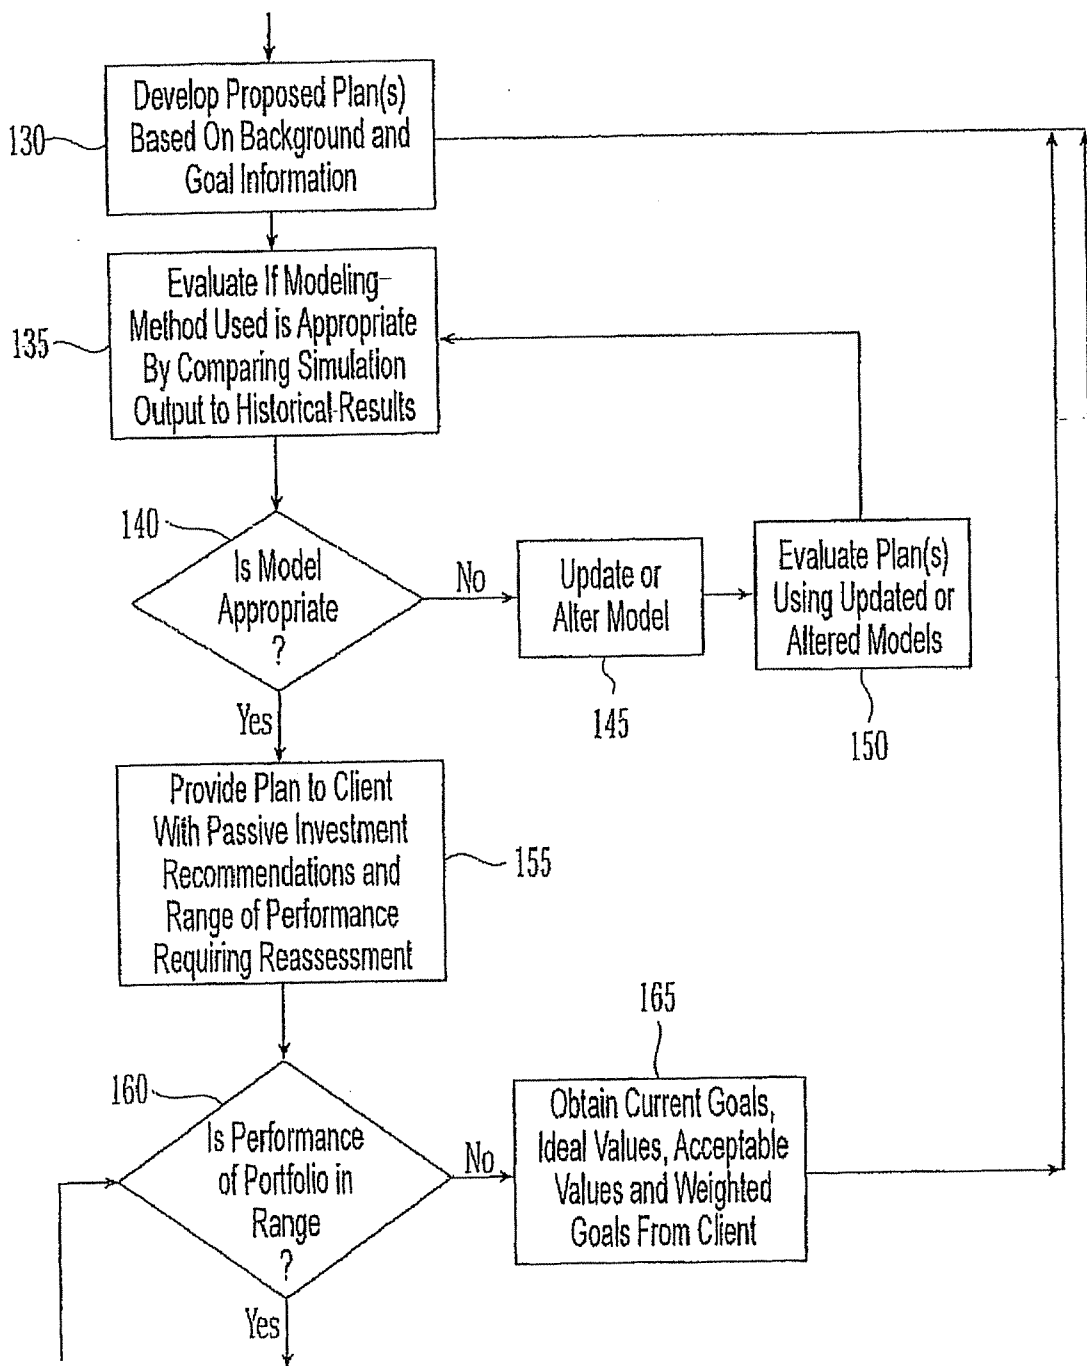 Develop Proposed Plan(s)
Based On Background and
Goal Information
130
Evaluate If Modeling-
Method Used is Appropriate
By Comparing Simulation
Output to Historical Results
135
140
Is Model
Appropriate
?
No
Update or
Alter Model
145
Evaluate Plan(s)
Using Updated or
Altered Models
150
Yes
Provide Plan to Client
With Passive Investment
Recommendations and
Range of Performance
Requiring Reassessment
155
160
Is Performance
of Portfolio in
Range
?
No
165
Obtain Current Goals,
Ideal Values, Acceptable
Values and Weighted
Goals From Client
Yes